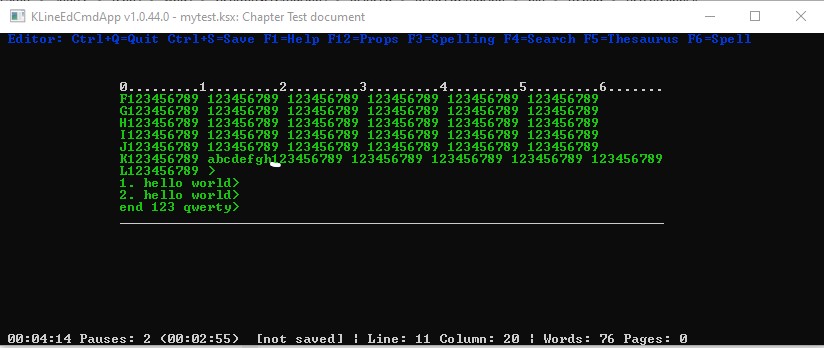 KLineEdCmdApp v1.0.44.0 - mytest.ksx: Chapter Test document
Editor: Ctrl+Q=Quit Ctrl+S=Save F1=Help F12=Props F3=Spelling F4=Search F5=Thesaurus F6=Spell
0.........1.........2.........3.........4.........5.........6.......
F123456789 123456789 123456789 123456789 123456789 123456789
G123456789 123456789 123456789 123456789 123456789 123456789
H123456789 123456789 123456789 123456789 123456789 123456789
I123456789 123456789 123456789 123456789 123456789 123456789
J123456789 123456789 123456789 123456789 123456789 123456789
K123456789 abcdefgh123456789 123456789 123456789 123456789 123456789
L123456789 >
1. hello world>
2. hello world>
end 123 qwerty>
00:04:14 Pauses: 2 (00:02:55) [not saved] ¦ Line: 11 Column: 20 ¦ Words: 76 Pages: 0